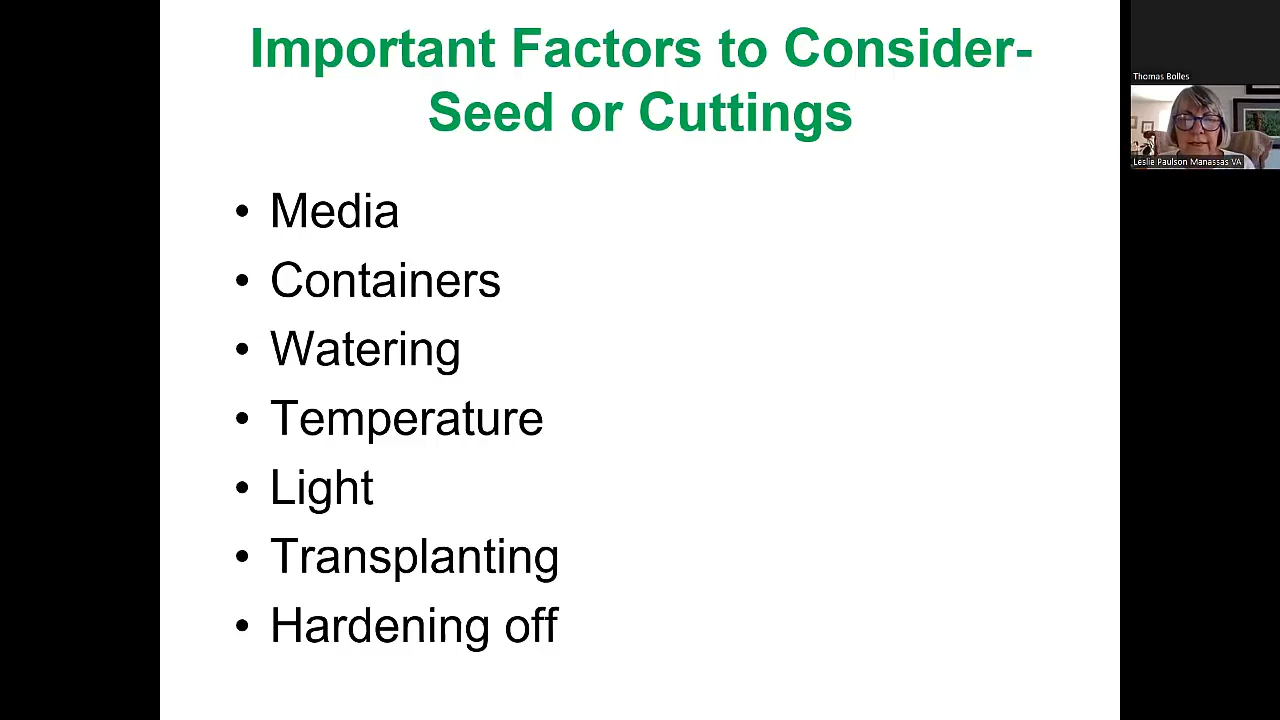 Important Factors to Consider-
Seed or Cuttings
• Media
• Containers
• Watering
• Temperature
• Light
• Transplanting
• Hardening off
Thomas Bolles
Leslie Paulson Manassas VA